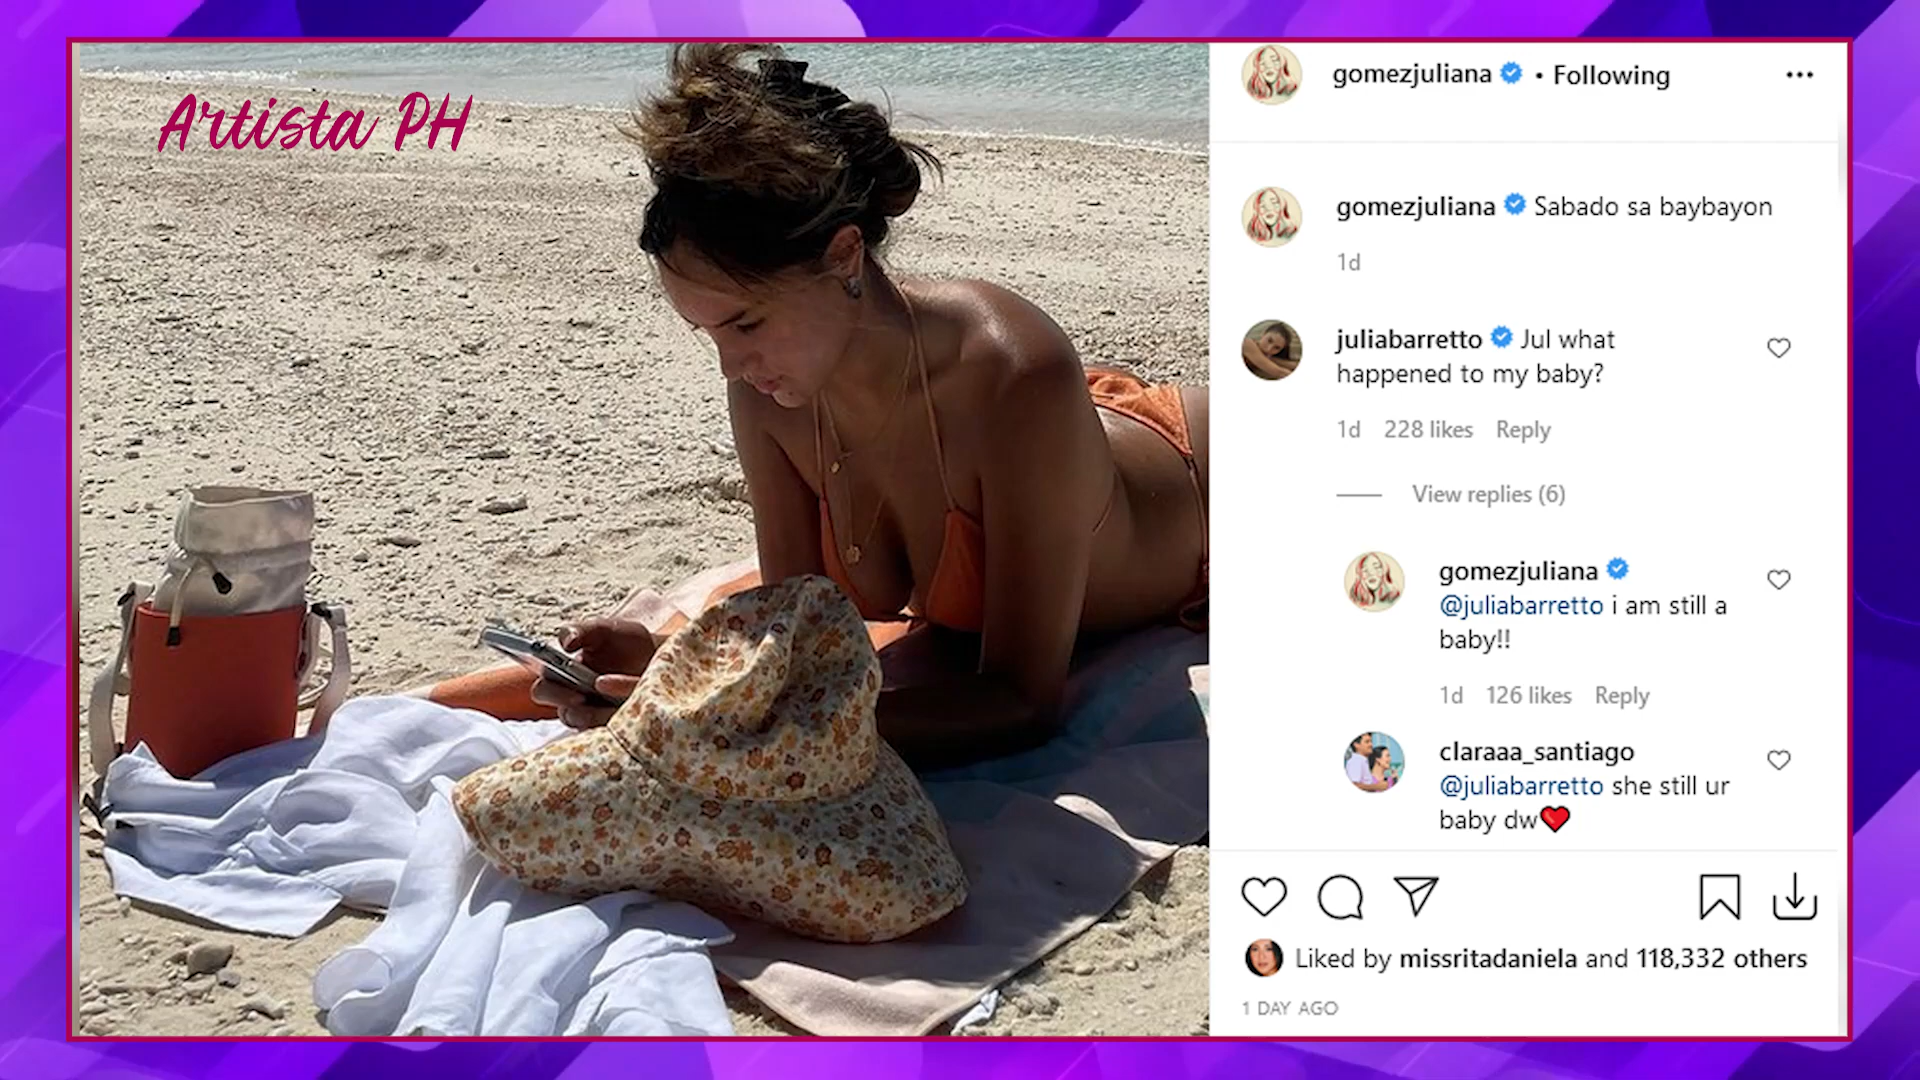 Artista PH
gomezjuliana • Following
gomezjuliana Sabado sa baybayon
1d
juliabarretto Jul what
happened to my baby?
1d 228 likes Reply
View replies (6)
gomezjuliana
@juliabarretto i am still a
baby!!
1d 126 likes Reply
claraaa_santiago
@juliabarretto she still ur
baby dw❤️
Liked by missritadaniela and 118,332 others
1 DAY AGO